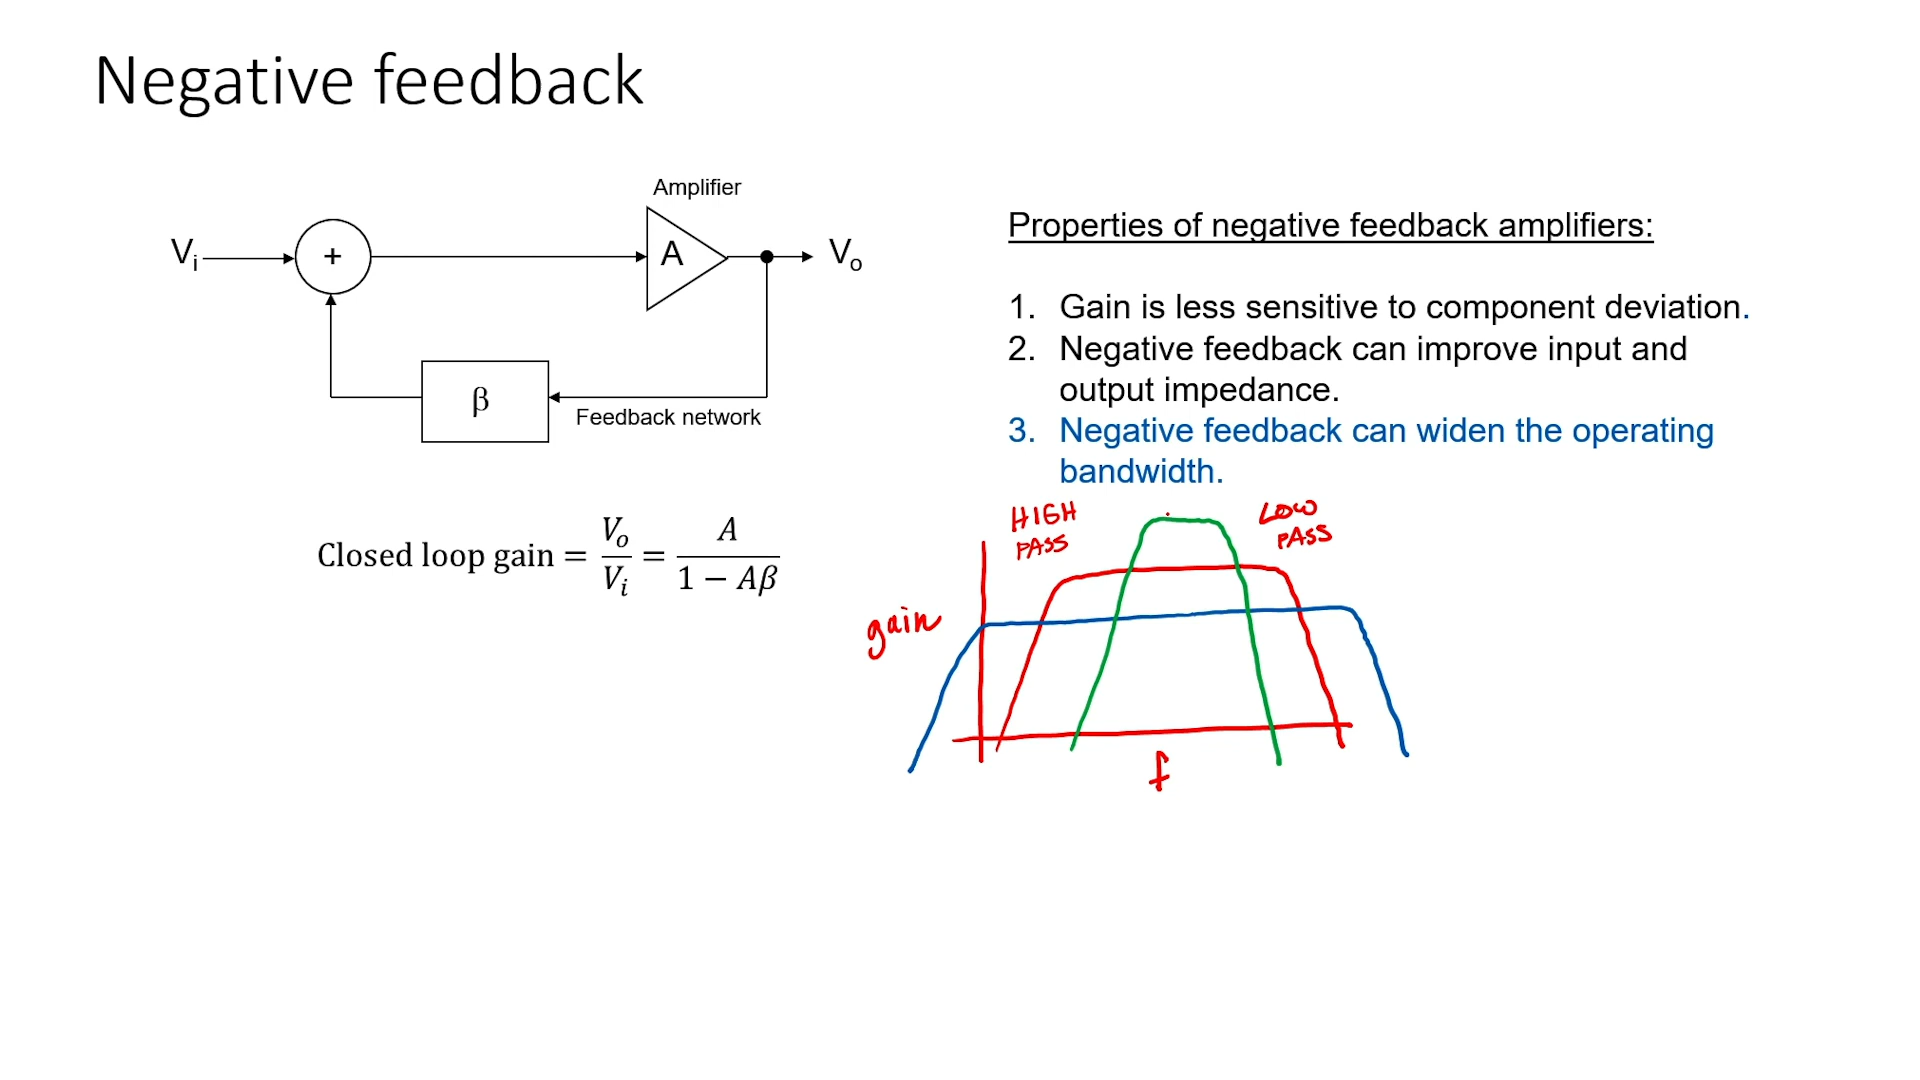 Negative feedback
Amplifier
Vi
+
A
Vo
β
Feedback network
Closed loop gain = Vo/Vi = A/(1 − Aβ)
Properties of negative feedback amplifiers:
1. Gain is less sensitive to component deviation.
2. Negative feedback can improve input and
output impedance.
3. Negative feedback can widen the operating
bandwidth.
HIGH
PASS
LOW
PASS
gain
f